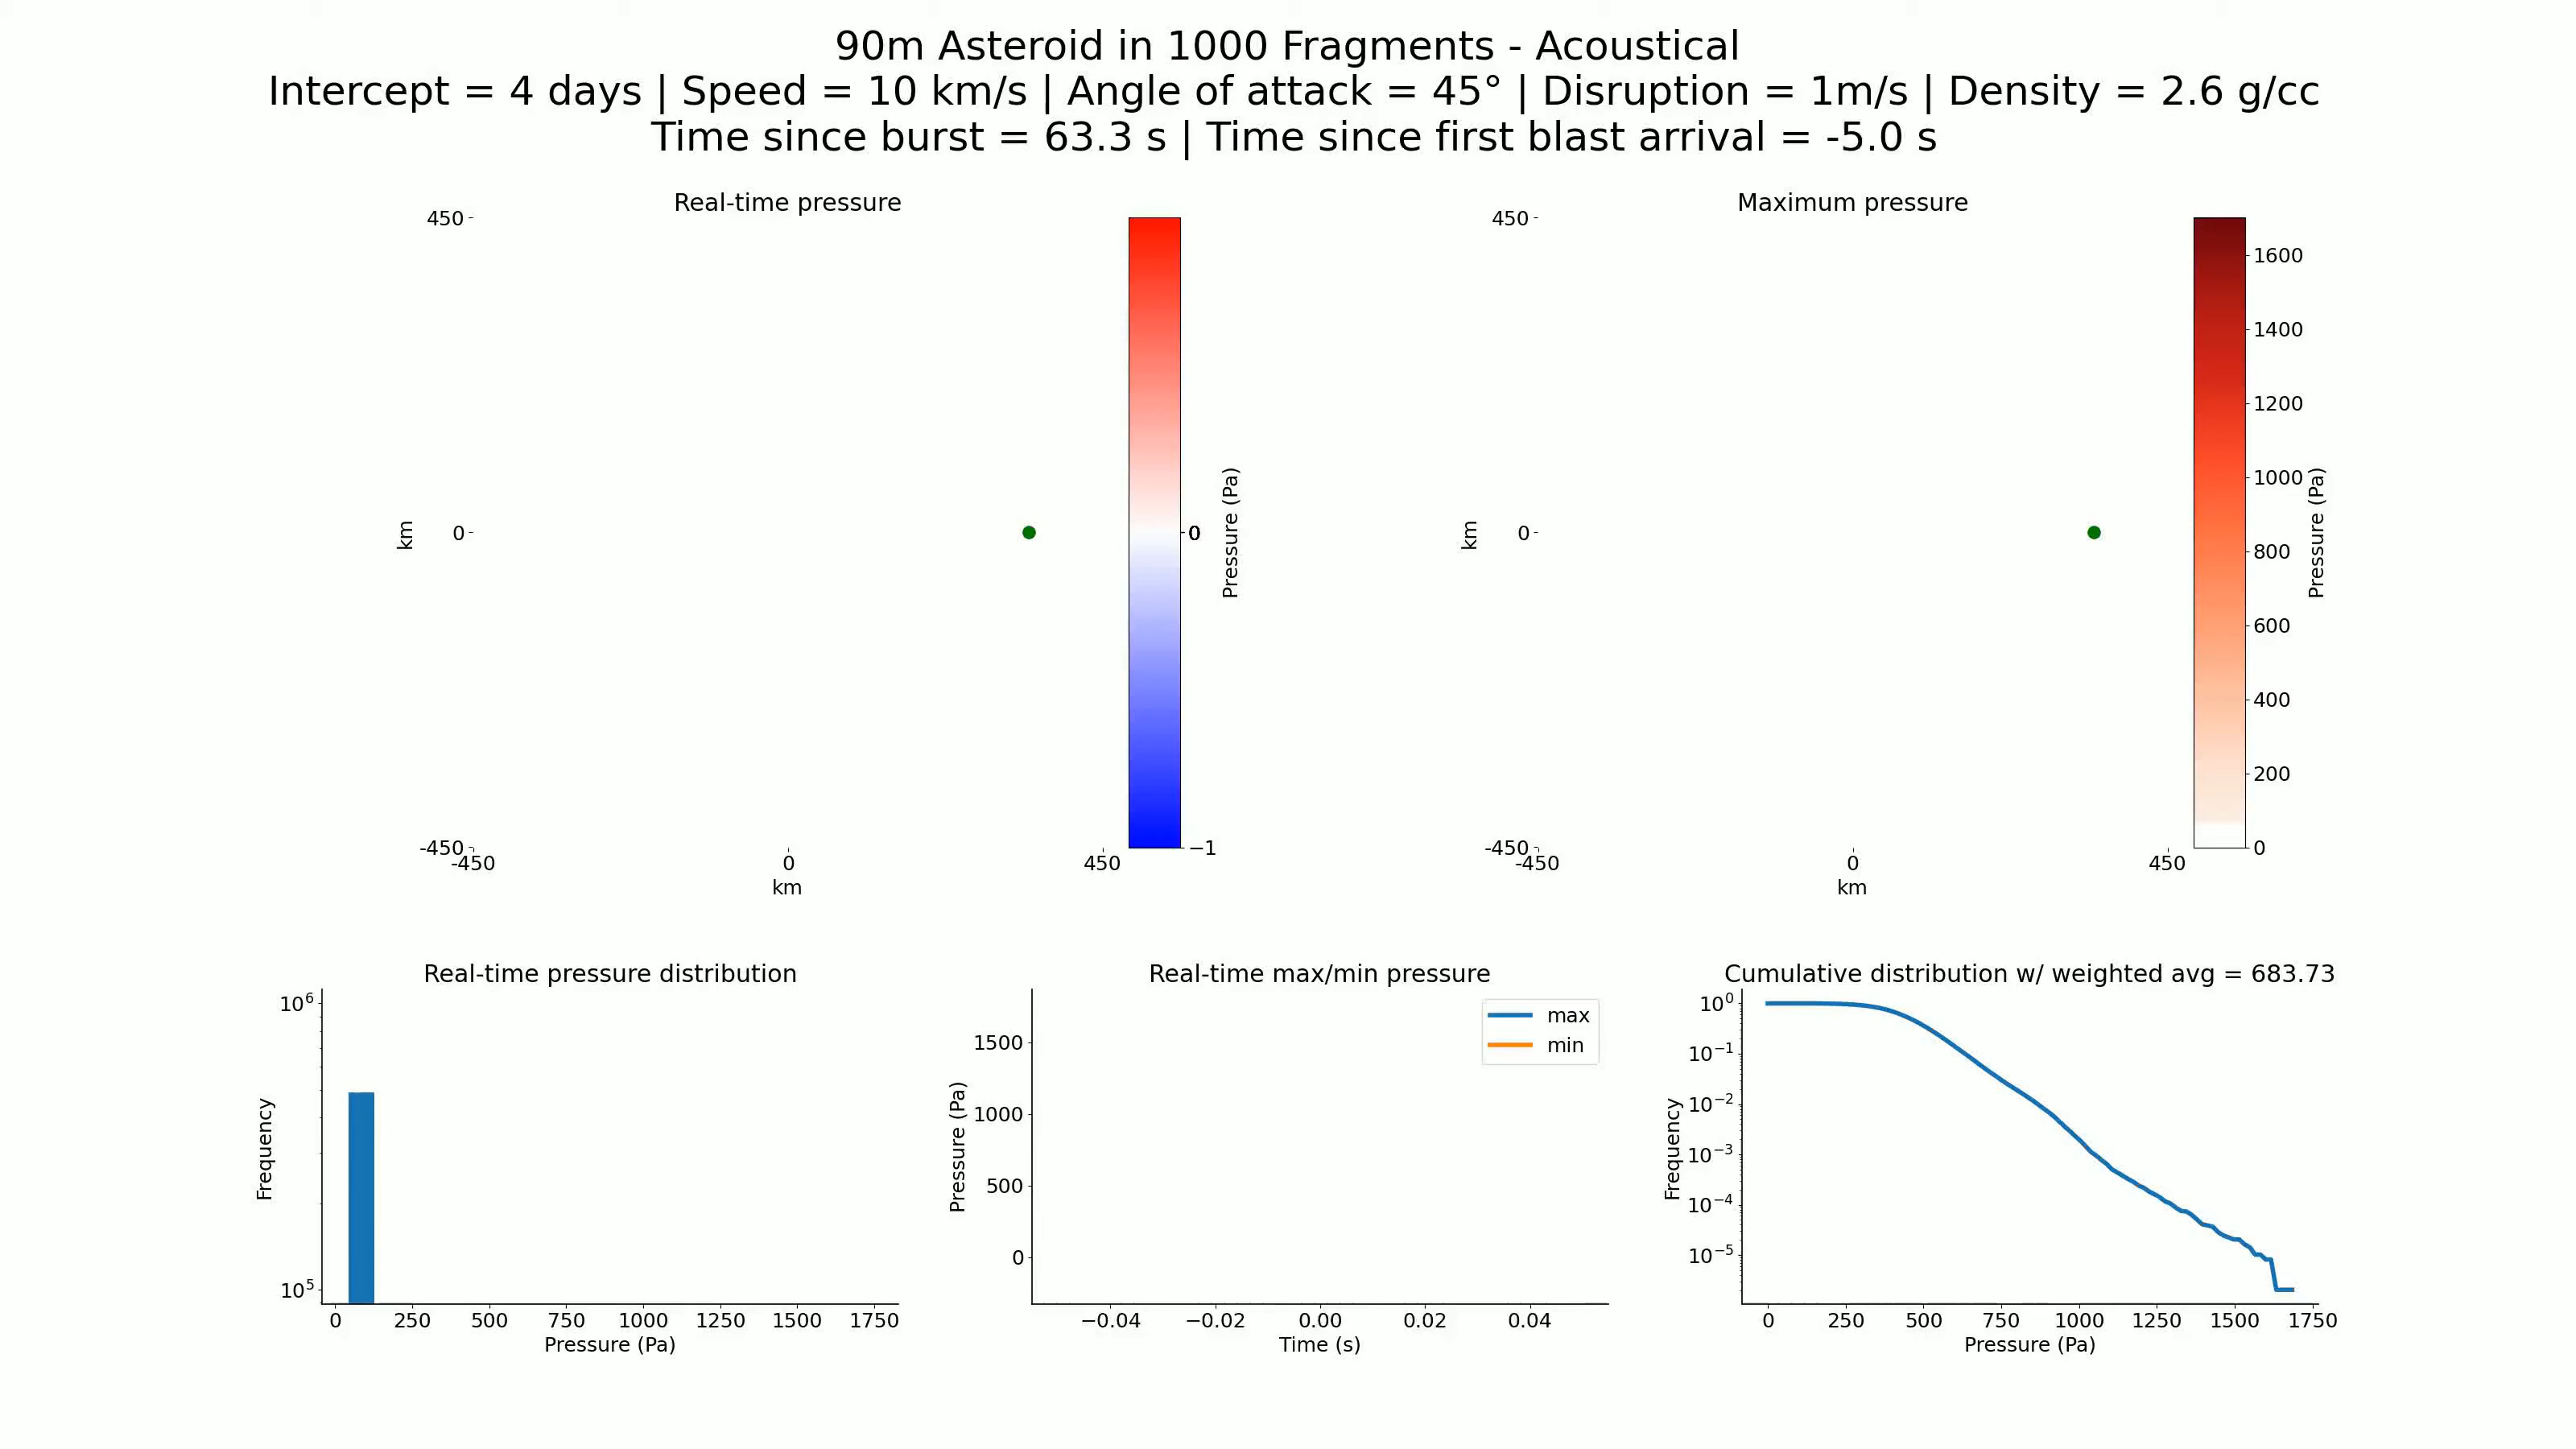 90m Asteroid in 1000 Fragments - Acoustical
Intercept = 4 days | Speed = 10 km/s | Angle of attack = 45° | Disruption = 1m/s | Density = 2.6 g/cc
Time since burst = 63.3 s | Time since first blast arrival = -5.0 s
Real-time pressure
450
0
-450
km
-450
0
450
km
0
0
−1
Pressure (Pa)
Maximum pressure
450
0
-450
km
-450
0
450
km
1600
1400
1200
1000
800
600
400
200
0
Pressure (Pa)
Real-time pressure distribution
10⁶
10⁵
Frequency
0 250 500 750 1000 1250 1500 1750
Pressure (Pa)
Real-time max/min pressure
max
min
1500
1000
500
0
Pressure (Pa)
−0.04 −0.02 0.00 0.02 0.04
Time (s)
Cumulative distribution w/ weighted avg = 683.73
10⁰
10⁻¹
10⁻²
10⁻³
10⁻⁴
10⁻⁵
Frequency
0 250 500 750 1000 1250 1500 1750
Pressure (Pa)